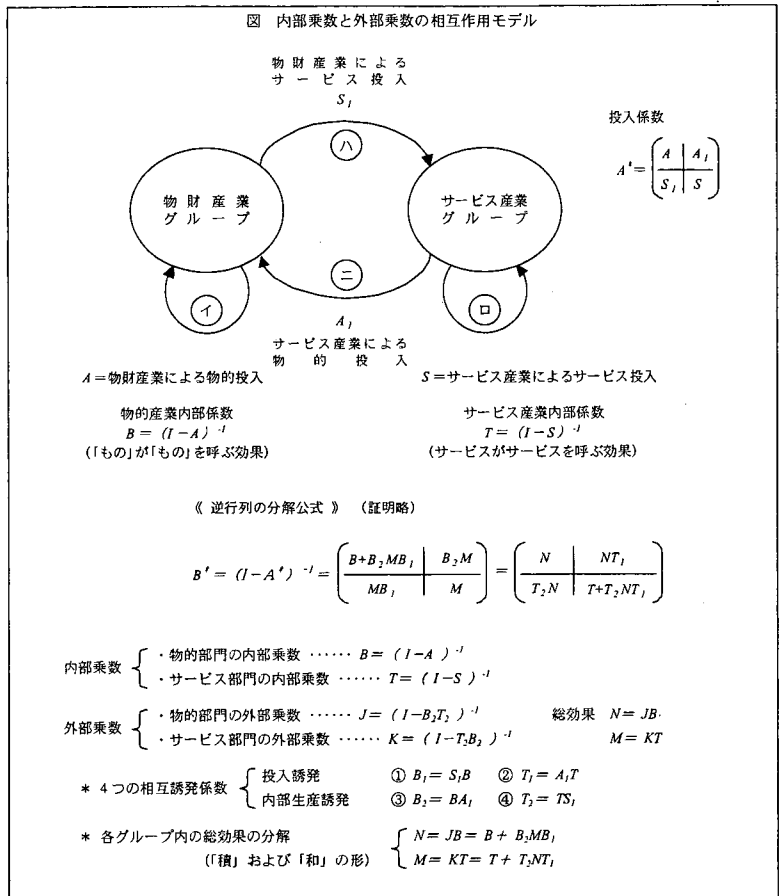 図 内部乗数と外部乗数の相互作用モデル
物財産業による
サービス投入
S₁
ハ
投入係数
A* = ( A | A₁ / S₁ | S )
物財産業
グループ
サービス産業
グループ
ニ
イ
ロ
A₁
サービス産業による
物的投入
A=物財産業による物的投入
S=サービス産業によるサービス投入
物的産業内部係数
B = (I-A)⁻¹
(「もの」が「もの」を呼ぶ効果)
サービス産業内部係数
T = (I-S)⁻¹
(サービスがサービスを呼ぶ効果)
《 逆行列の分解公式 》 (証明略)
B* = (I-A*)⁻¹ = ( B+B₂MB₁ | B₂M / MB₁ | M ) = ( N | NT₁ / T₂N | T+T₂NT₁ )
内部乗数 { ・物的部門の内部乗数 …… B = (I-A)⁻¹
・サービス部門の内部乗数 …… T = (I-S)⁻¹
外部乗数 { ・物的部門の外部乗数 …… J = (I-B₂T₂)⁻¹ 総効果 N = JB
・サービス部門の外部乗数 …… K = (I-T₂B₂)⁻¹ M = KT
* 4つの相互誘発係数 { 投入誘発 ① B₁ = S₁B ② T₁ = A₁T
内部生産誘発 ③ B₂ = BA₁ ④ T₂ = TS₁
* 各グループ内の総効果の分解 { N = JB = B + B₂MB₁
(「積」および「和」の形) M = KT = T + T₂NT₁